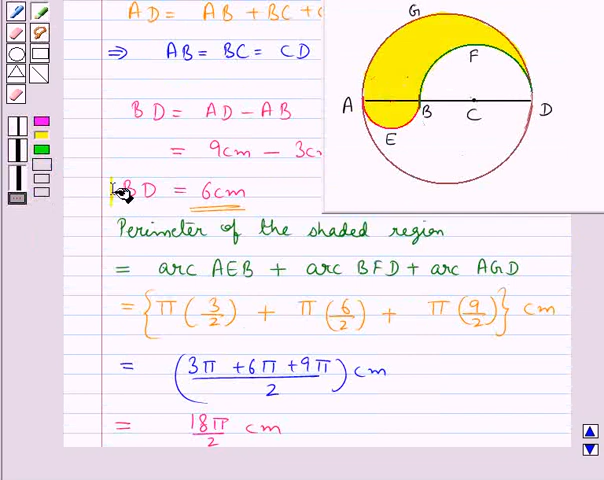 AD = AB + BC +
⇒ AB = BC = CD
BD = AD - AB
= 9cm - 3cm
BD = 6cm
Perimeter of the shaded region
= arc AEB + arc BFD + arc AGD
= {π(3/2) + π(6/2) + π(9/2)} cm
= (3π + 6π + 9π / 2) cm
= 18π/2 cm
G
F
A
B
C
D
E